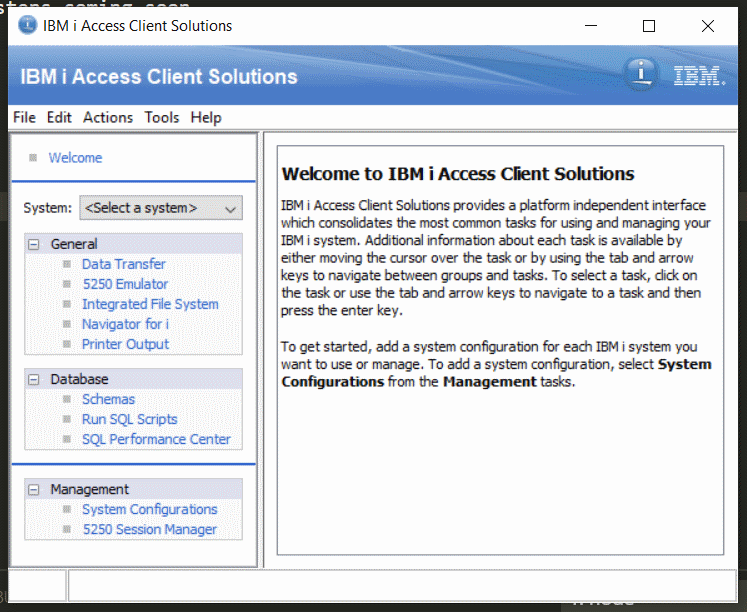 IBM i Access Client Solutions
IBM i Access Client Solutions
IBM.
File Edit Actions Tools Help
Welcome
System: <Select a system>
General
Data Transfer
5250 Emulator
Integrated File System
Navigator for i
Printer Output
Database
Schemas
Run SQL Scripts
SQL Performance Center
Management
System Configurations
5250 Session Manager
Welcome to IBM i Access Client Solutions
IBM i Access Client Solutions provides a platform independent interface
which consolidates the most common tasks for using and managing your
IBM i system. Additional information about each task is available by
either moving the cursor over the task or by using the tab and arrow
keys to navigate between groups and tasks. To select a task, click on
the task or use the tab and arrow keys to navigate to a task and then
press the enter key.
To get started, add a system configuration for each IBM i system you
want to use or manage. To add a system configuration, select System
Configurations from the Management tasks.